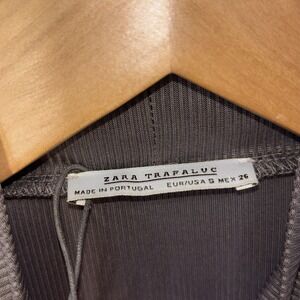 ZARA TRAFALUC
MADE IN PORTUGAL EUR/USA S MEX 26